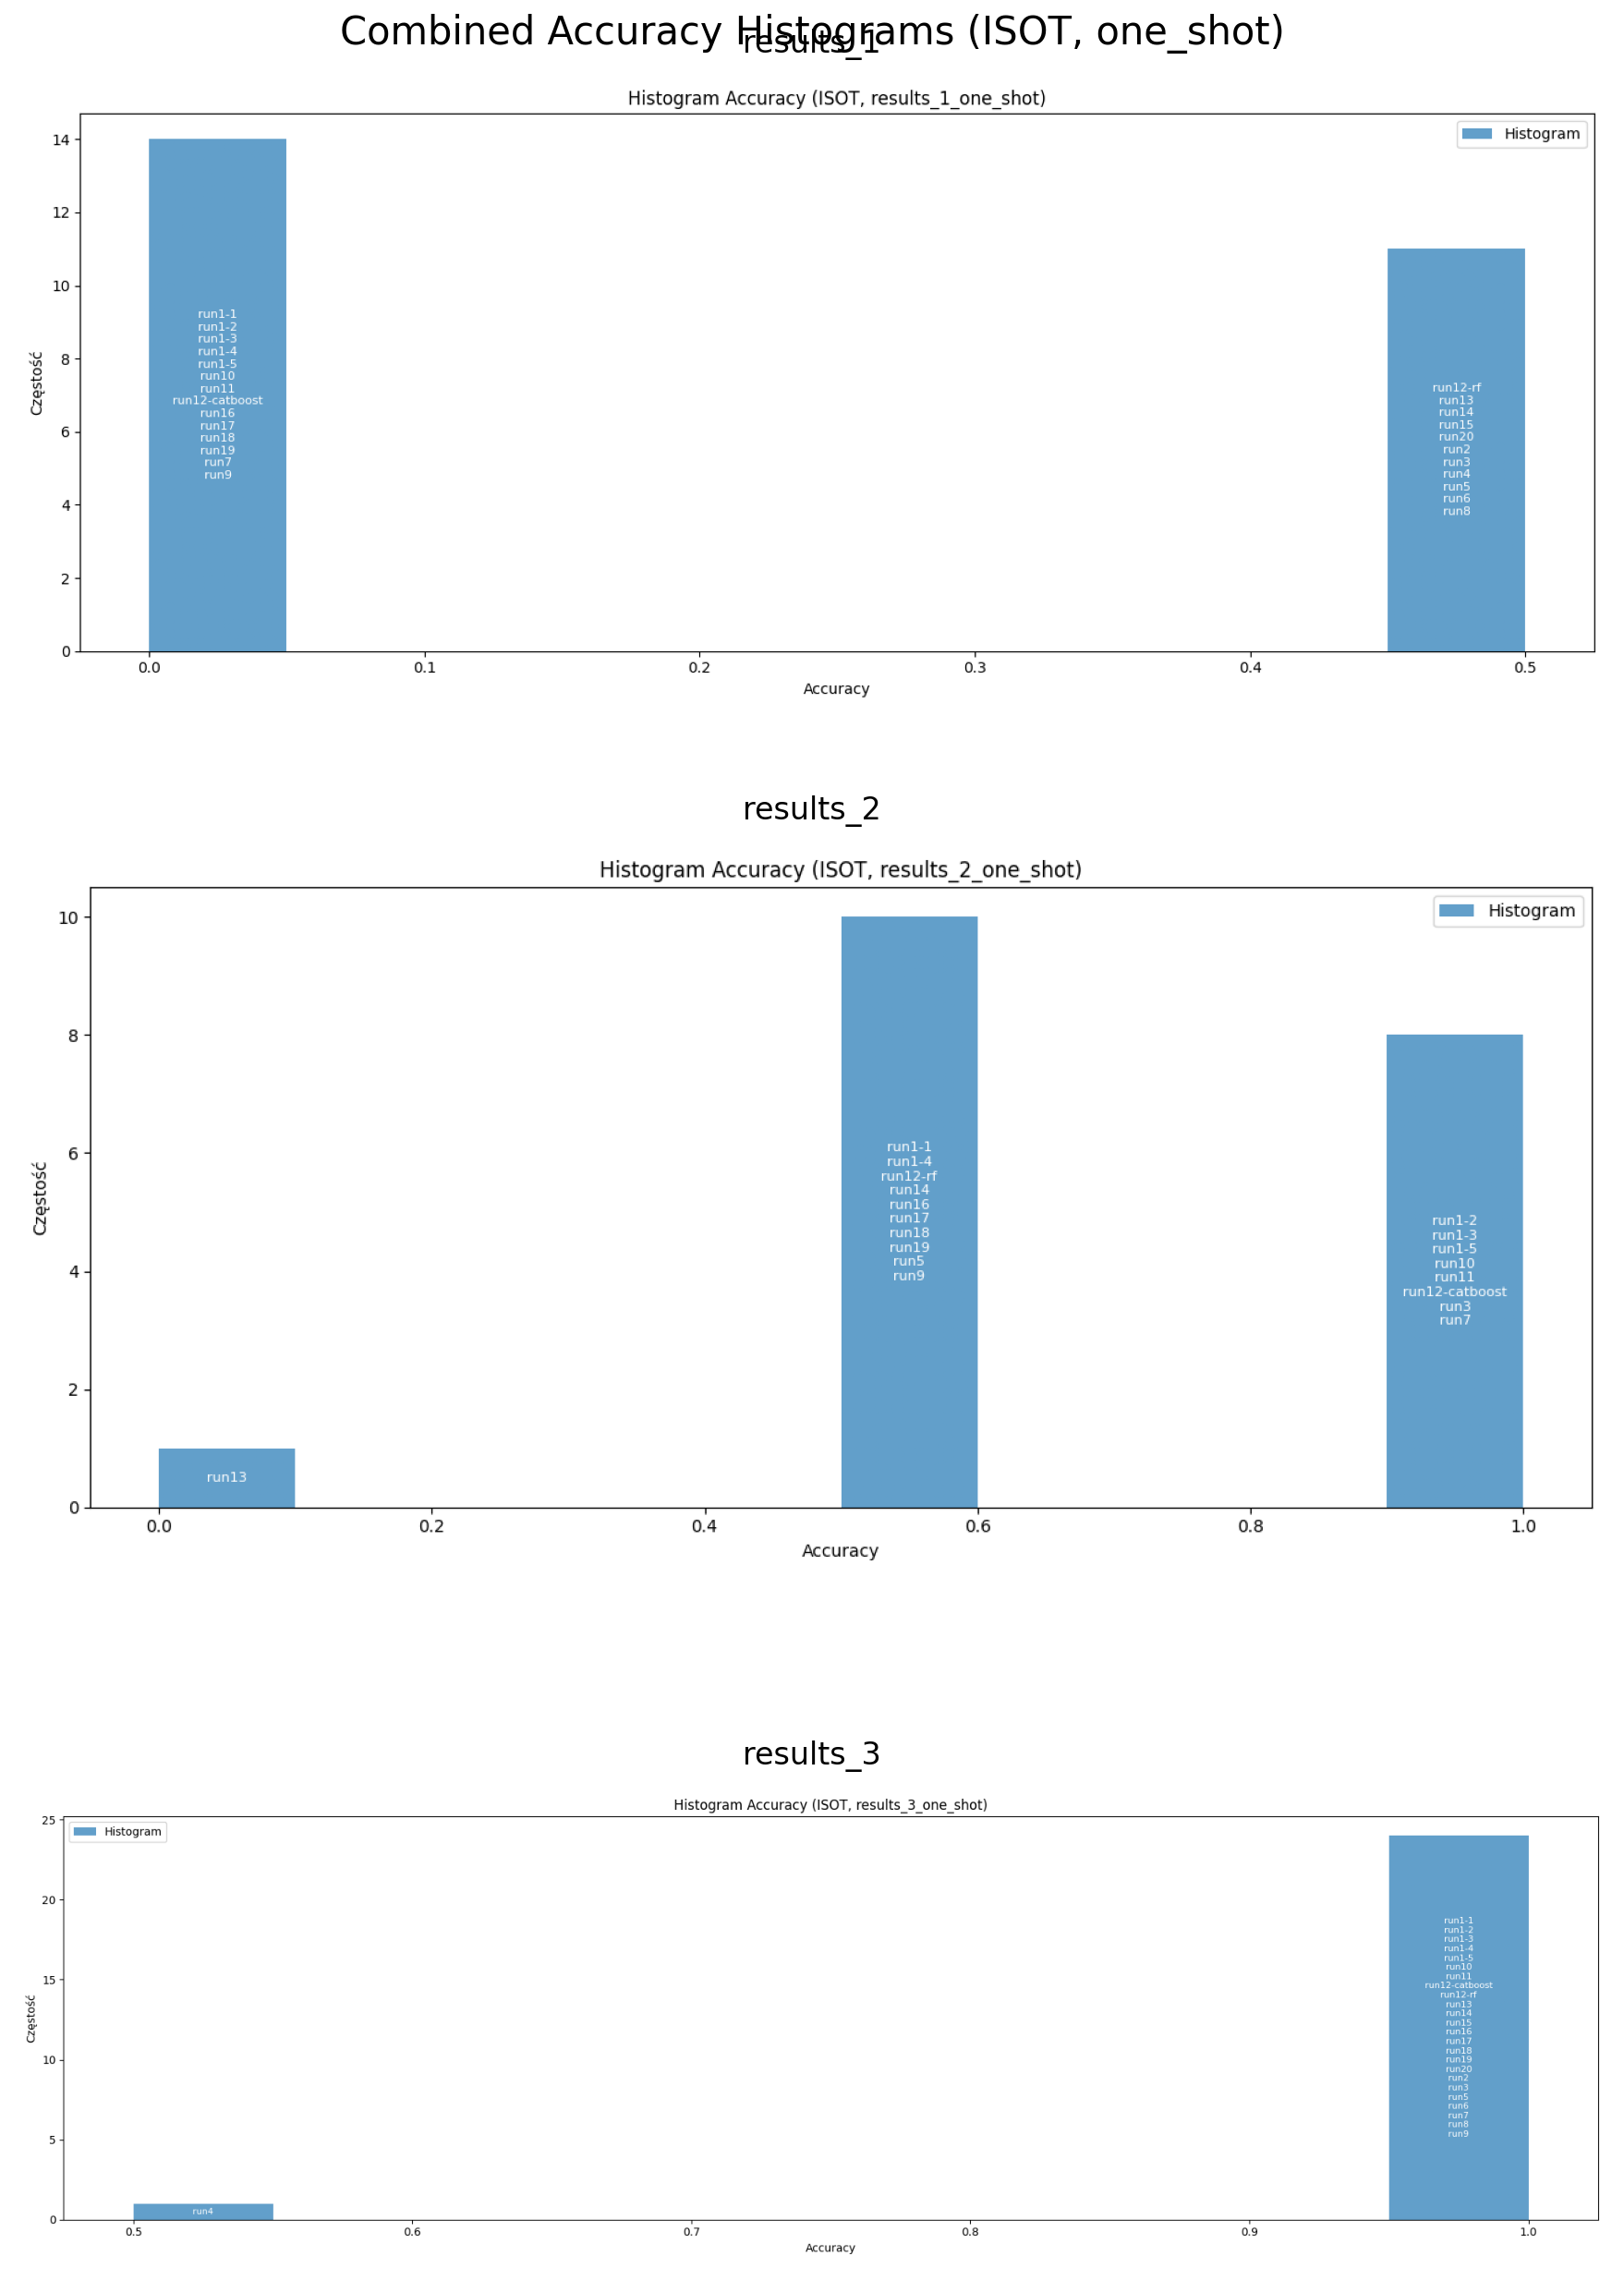 Combined Accuracy Histograms (ISOT, one_shot)
results_1
Histogram Accuracy (ISOT, results_1_one_shot)
Histogram
14
12
10
8
6
4
2
0
Częstość
run1-1
run1-2
run1-3
run1-4
run1-5
run10
run11
run12-catboost
run16
run17
run18
run19
run7
run9
run12-rf
run13
run14
run15
run20
run2
run3
run4
run5
run6
run8
0.0 0.1 0.2 0.3 0.4 0.5
Accuracy
results_2
Histogram Accuracy (ISOT, results_2_one_shot)
Histogram
10
8
6
4
2
0
Częstość
run13
run1-1
run1-4
run12-rf
run14
run16
run17
run18
run19
run5
run9
run1-2
run1-3
run1-5
run10
run11
run12-catboost
run3
run7
0.0 0.2 0.4 0.6 0.8 1.0
Accuracy
results_3
Histogram Accuracy (ISOT, results_3_one_shot)
Histogram
25
20
15
10
5
0
Częstość
run4
run1-1
run1-2
run1-3
run1-4
run1-5
run10
run11
run12-catboost
run12-rf
run13
run14
run15
run16
run17
run18
run19
run20
run2
run3
run5
run6
run7
run8
run9
0.5 0.6 0.7 0.8 0.9 1.0
Accuracy